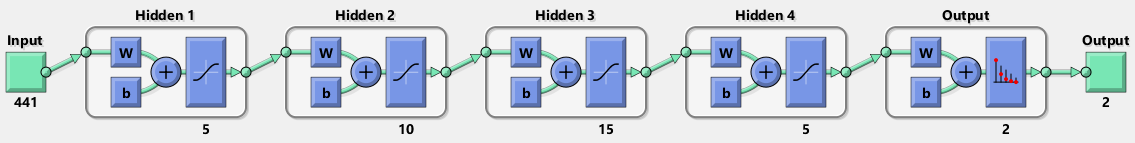 Input
441
Hidden 1
W
b
+
5
Hidden 2
W
b
+
10
Hidden 3
W
b
+
15
Hidden 4
W
b
+
5
Output
W
b
+
2
Output
2